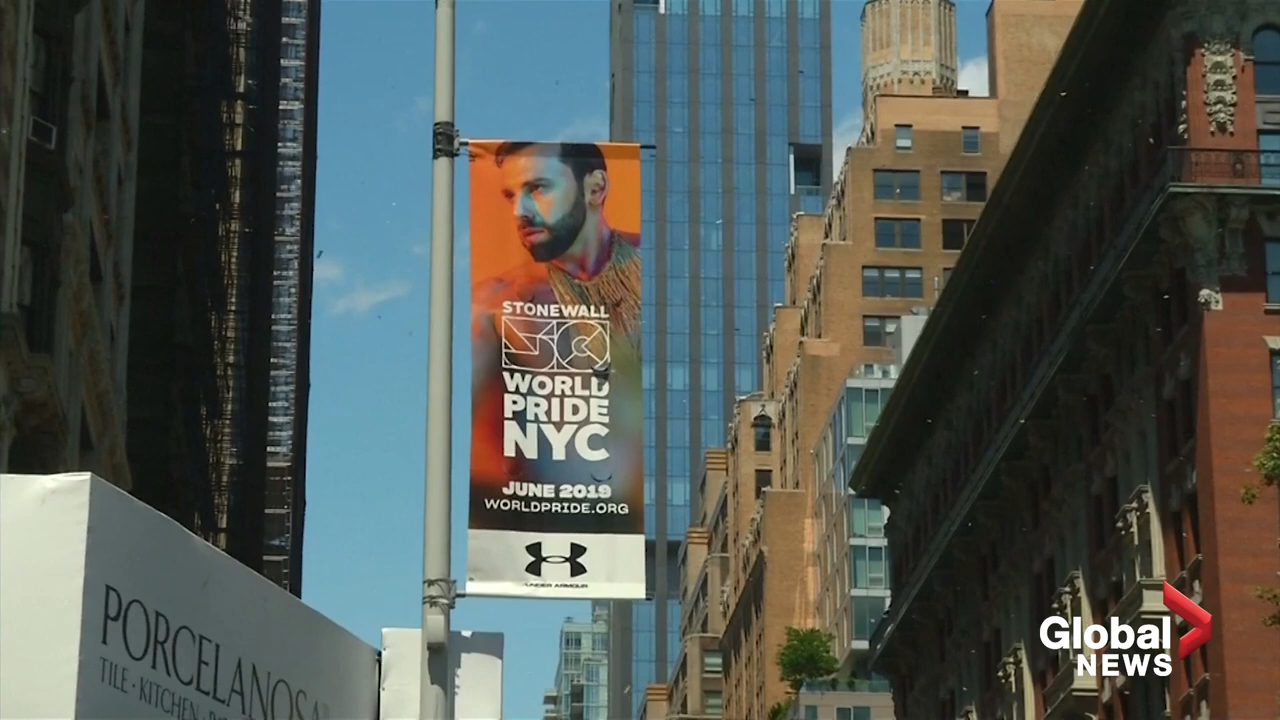 STONEWALL
50
WORLD
PRIDE
NYC
JUNE 2019
WORLDPRIDE.ORG
UNDER ARMOUR
PORCELANOSA
TILE · KITCHEN ·
Global
NEWS